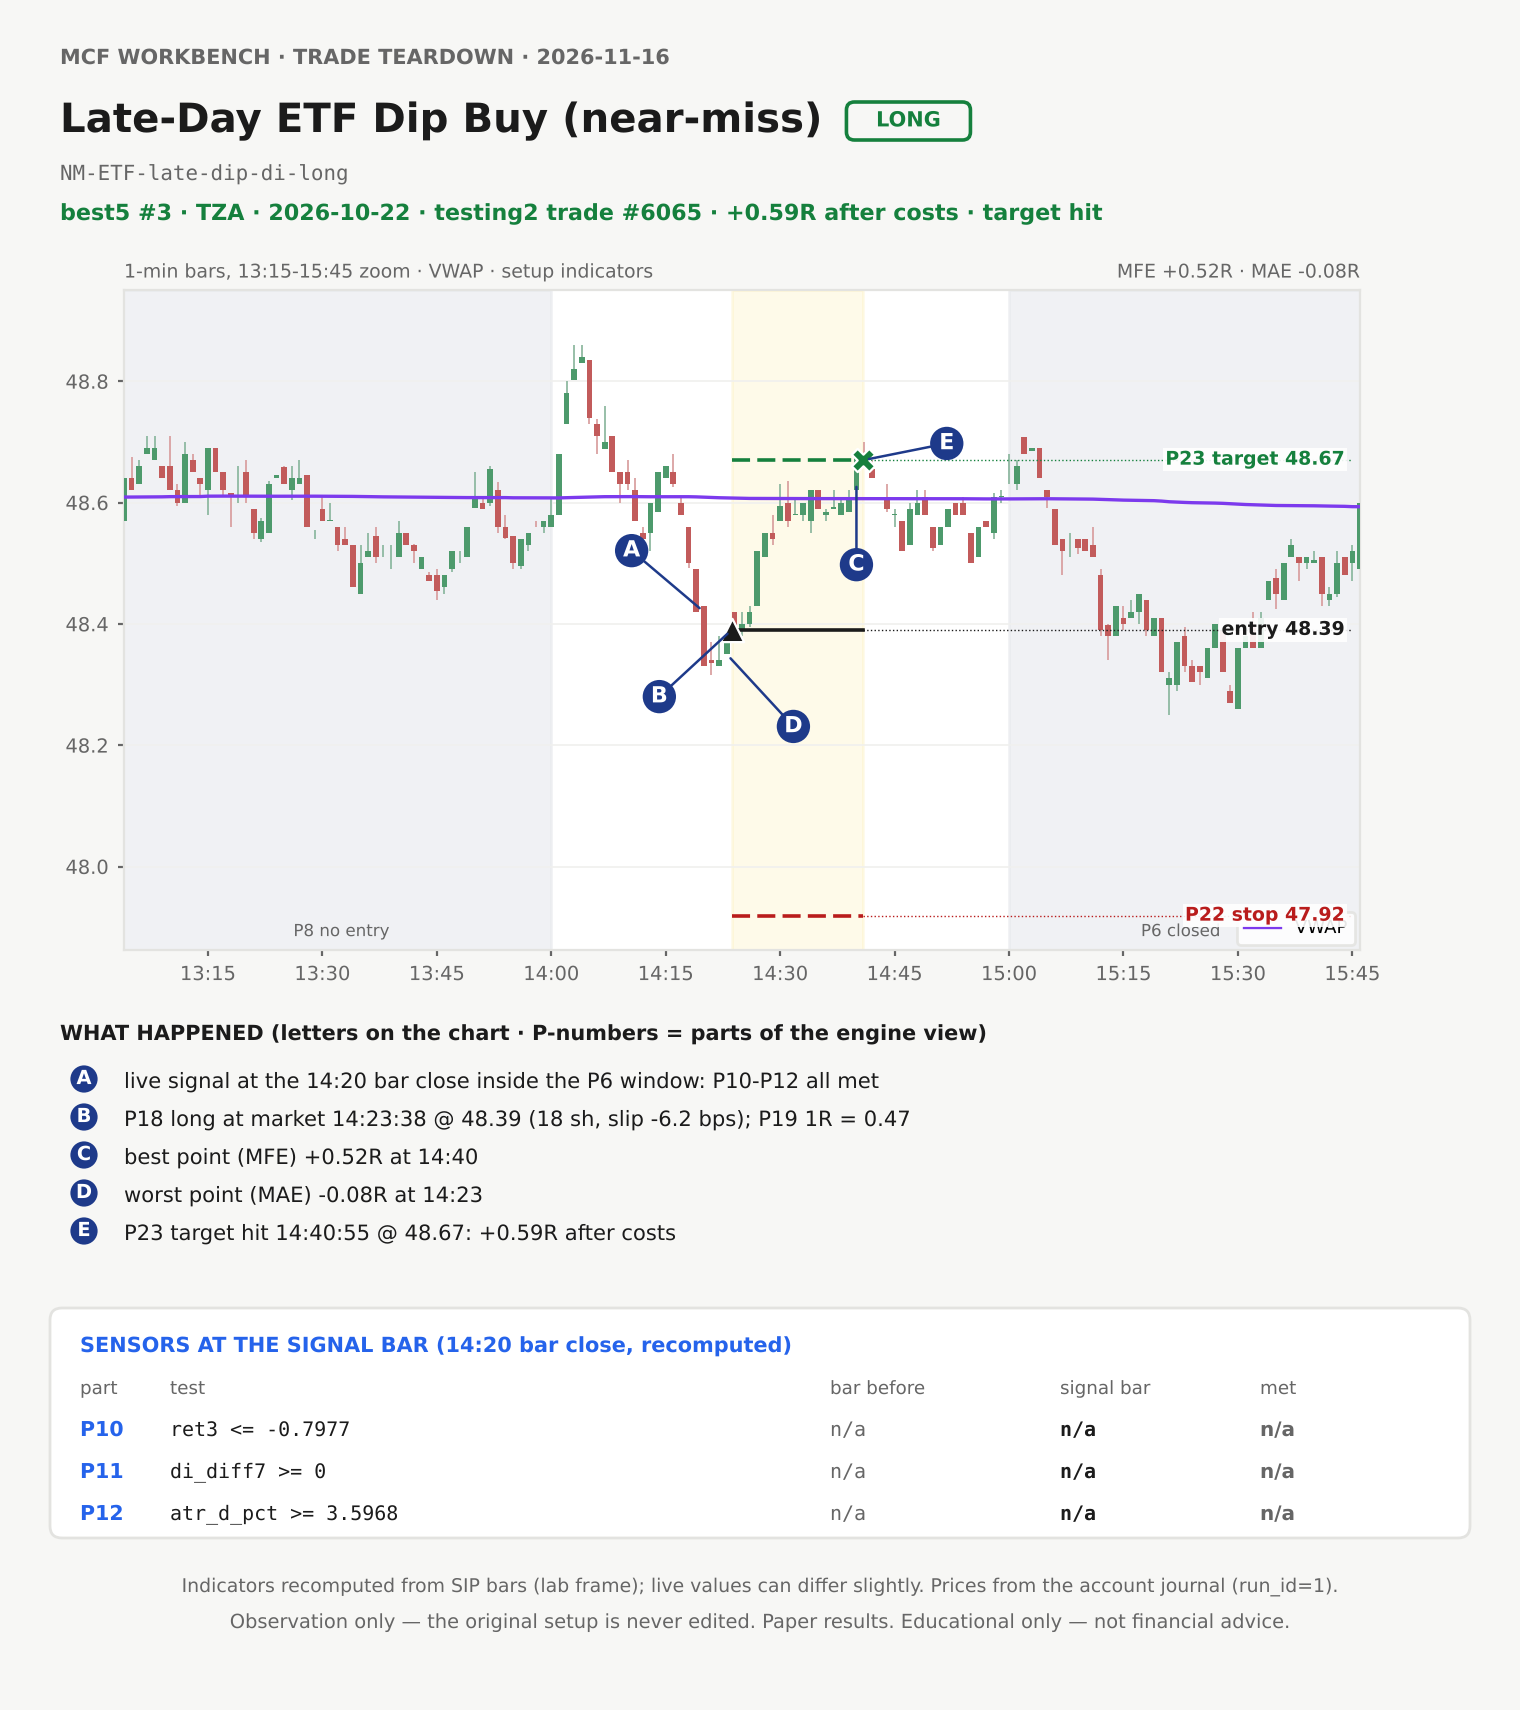 MCF WORKBENCH · TRADE TEARDOWN · 2026-11-16
Late-Day ETF Dip Buy (near-miss) LONG
NM-ETF-late-dip-di-long
best5 #3 · TZA · 2026-10-22 · testing2 trade #6065 · +0.59R after costs · target hit
1-min bars, 13:15-15:45 zoom · VWAP · setup indicators MFE +0.52R · MAE -0.08R
48.8
E
P23 target 48.67
48.6
A
C
48.4
entry 48.39
B
D
48.2
48.0
P22 stop 47.92
P8 no entry P6 closed VWAP
13:15 13:30 13:45 14:00 14:15 14:30 14:45 15:00 15:15 15:30 15:45
WHAT HAPPENED (letters on the chart · P-numbers = parts of the engine view)
A live signal at the 14:20 bar close inside the P6 window: P10-P12 all met
B P18 long at market 14:23:38 @ 48.39 (18 sh, slip -6.2 bps); P19 1R = 0.47
C best point (MFE) +0.52R at 14:40
D worst point (MAE) -0.08R at 14:23
E P23 target hit 14:40:55 @ 48.67: +0.59R after costs
SENSORS AT THE SIGNAL BAR (14:20 bar close, recomputed)
part test bar before signal bar met
P10 ret3 <= -0.7977 n/a n/a n/a
P11 di_diff7 >= 0 n/a n/a n/a
P12 atr_d_pct >= 3.5968 n/a n/a n/a
Indicators recomputed from SIP bars (lab frame); live values can differ slightly. Prices from the account journal (run_id=1).
Observation only — the original setup is never edited. Paper results. Educational only — not financial advice.